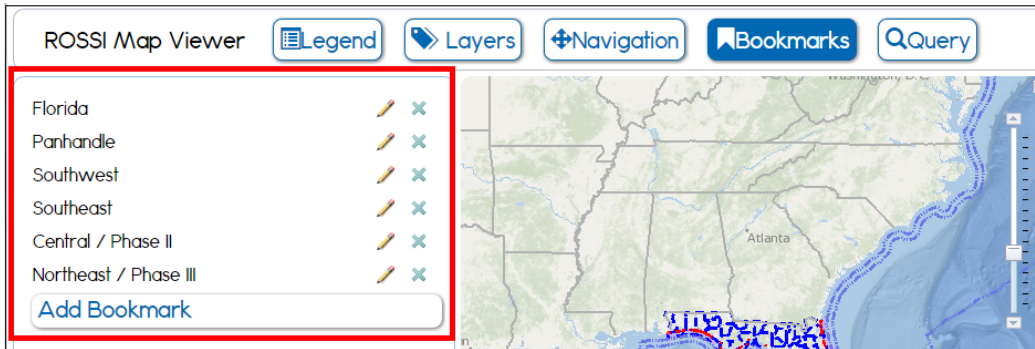 ROSSI Map Viewer Legend Layers Navigation Bookmarks Query
Florida
Panhandle
Southwest
Southeast
Central / Phase II
Northeast / Phase III
Add Bookmark
Washington, D.C.
Atlanta